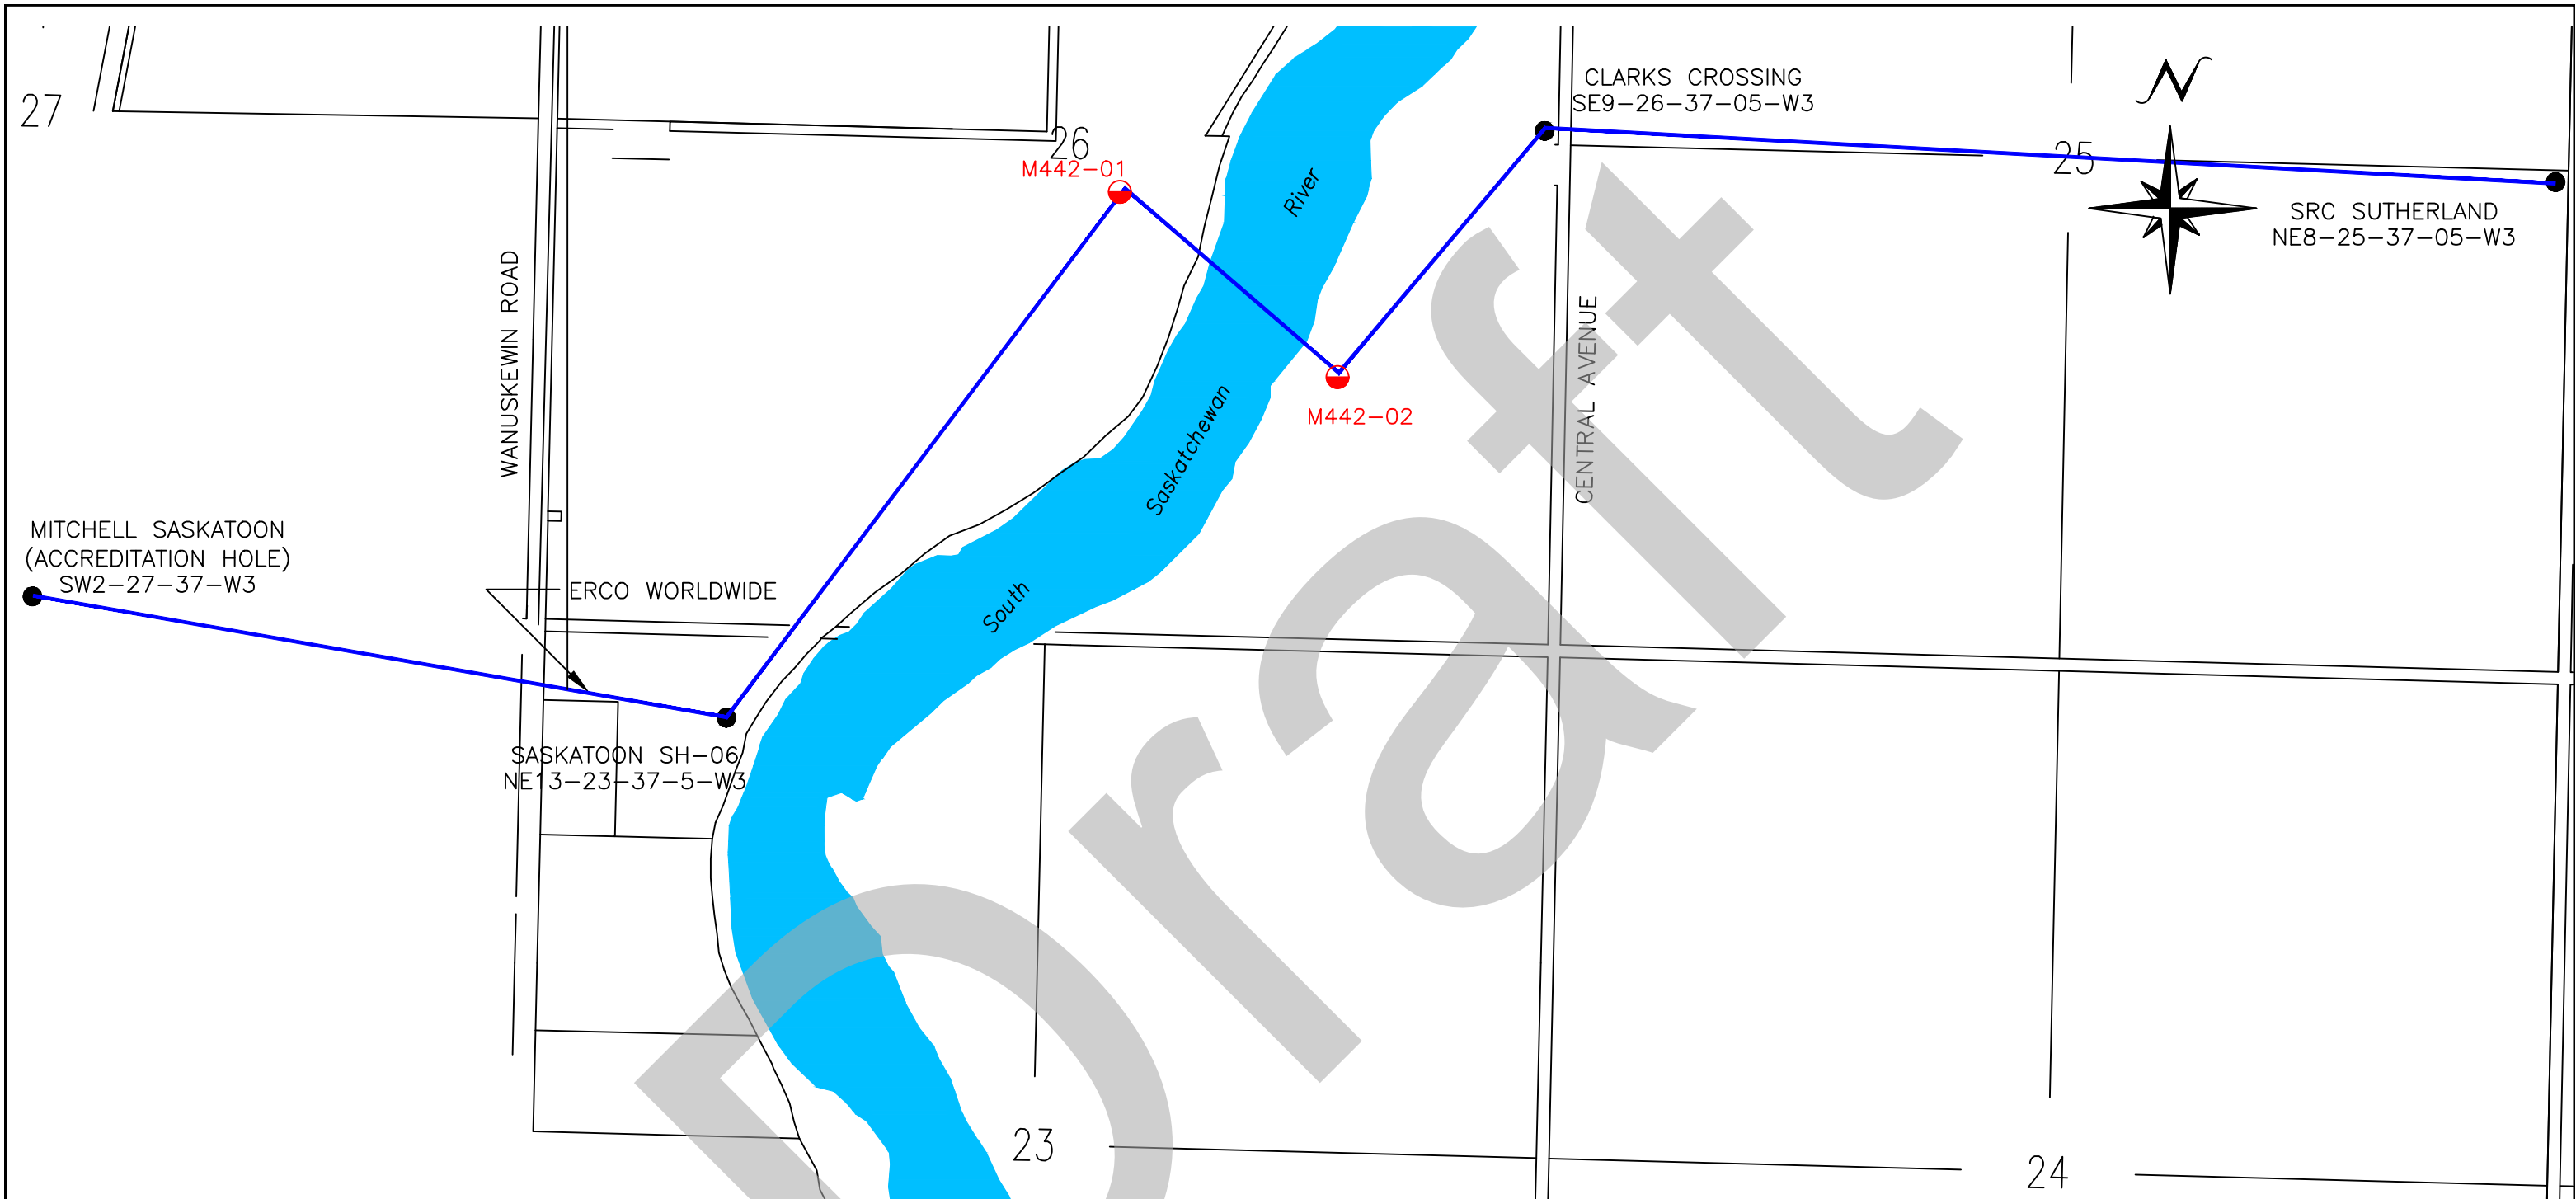 27
26
M442-01
CLARKS CROSSING
SE9-26-37-05-W3
N
25
SRC SUTHERLAND
NE8-25-37-05-W3
River
WANUSKEWIN ROAD
CENTRAL AVENUE
M442-02
Saskatchewan
MITCHELL SASKATOON
(ACCREDITATION HOLE)
SW2-27-37-W3
ERCO WORLDWIDE
South
SASKATOON SH-06
NE13-23-37-5-W3
Draft
23
24